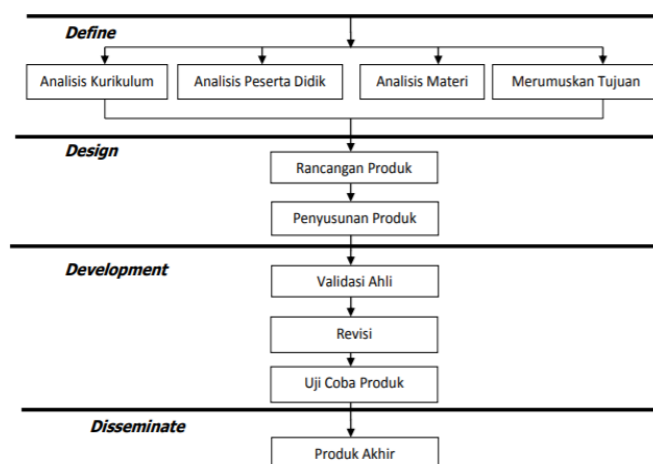 Define
Analisis Kurikulum
Analisis Peserta Didik
Analisis Materi
Merumuskan Tujuan
Design
Rancangan Produk
Penyusunan Produk
Development
Validasi Ahli
Revisi
Uji Coba Produk
Disseminate
Produk Akhir